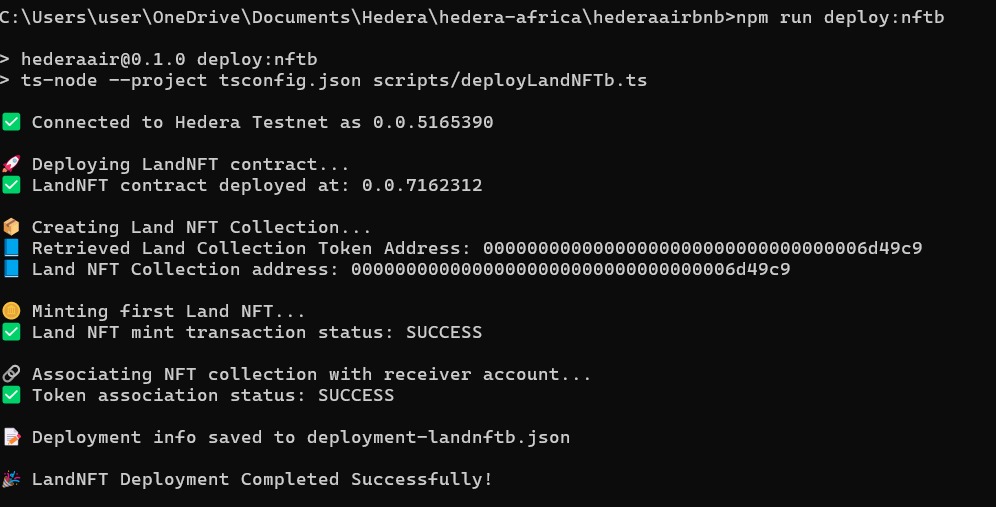 C:\Users\user\OneDrive\Documents\Hedera\hedera-africa\hederaairbnb>npm run deploy:nftb
> hederaair@0.1.0 deploy:nftb
> ts-node --project tsconfig.json scripts/deployLandNFTb.ts
✅ Connected to Hedera Testnet as 0.0.5165390
🚀 Deploying LandNFT contract...
✅ LandNFT contract deployed at: 0.0.7162312
📦 Creating Land NFT Collection...
📘 Retrieved Land Collection Token Address: 00000000000000000000000000000000006d49c9
📘 Land NFT Collection address: 00000000000000000000000000000000006d49c9
🪙 Minting first Land NFT...
✅ Land NFT mint transaction status: SUCCESS
🔗 Associating NFT collection with receiver account...
✅ Token association status: SUCCESS
📝 Deployment info saved to deployment-landnftb.json
🎉 LandNFT Deployment Completed Successfully!